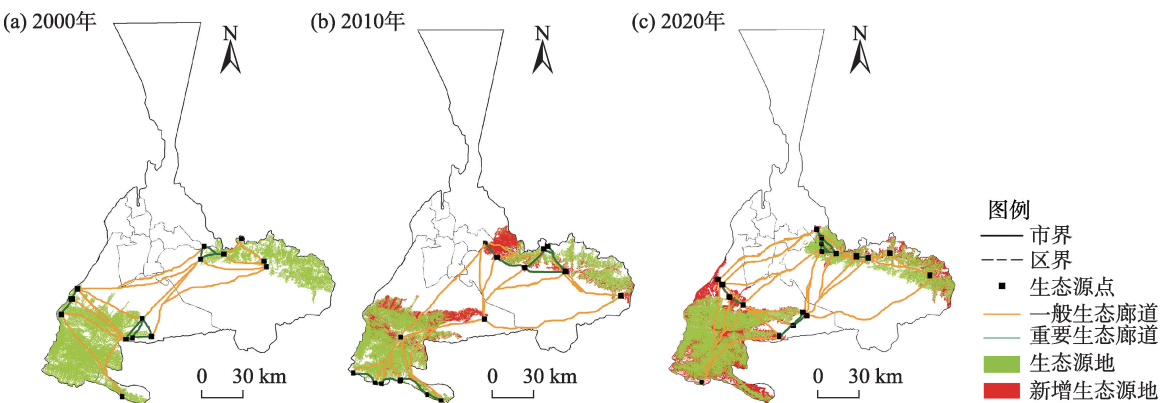 (a) 2000年
N
0 30 km
(b) 2010年
N
0 30 km
(c) 2020年
N
0 30 km
图例
市界
区界
生态源点
一般生态廊道
重要生态廊道
生态源地
新增生态源地